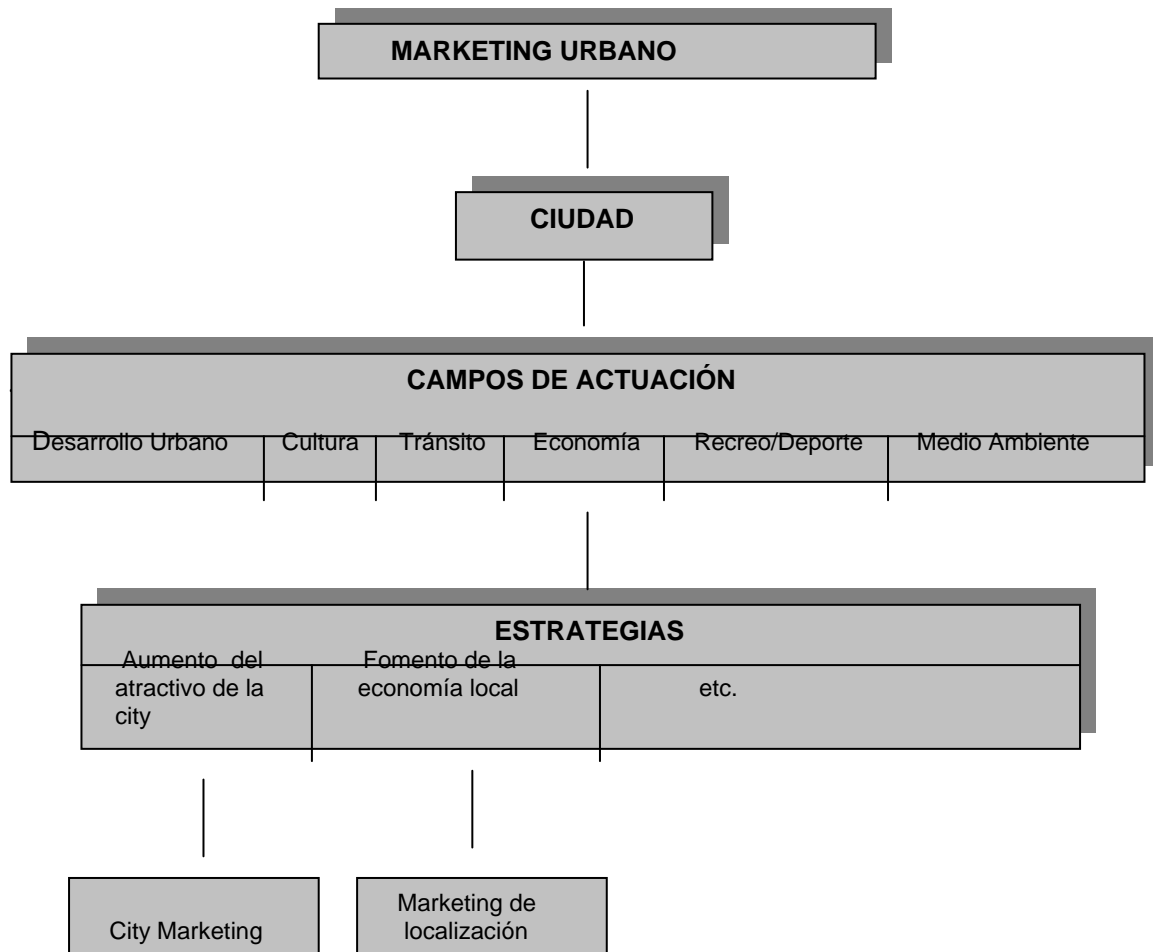 MARKETING URBANO
CIUDAD
CAMPOS DE ACTUACIÓN
Desarrollo Urbano Cultura Tránsito Economía Recreo/Deporte Medio Ambiente
ESTRATEGIAS
Aumento del
atractivo de la
city
Fomento de la
economía local
etc.
City Marketing
Marketing de
localización